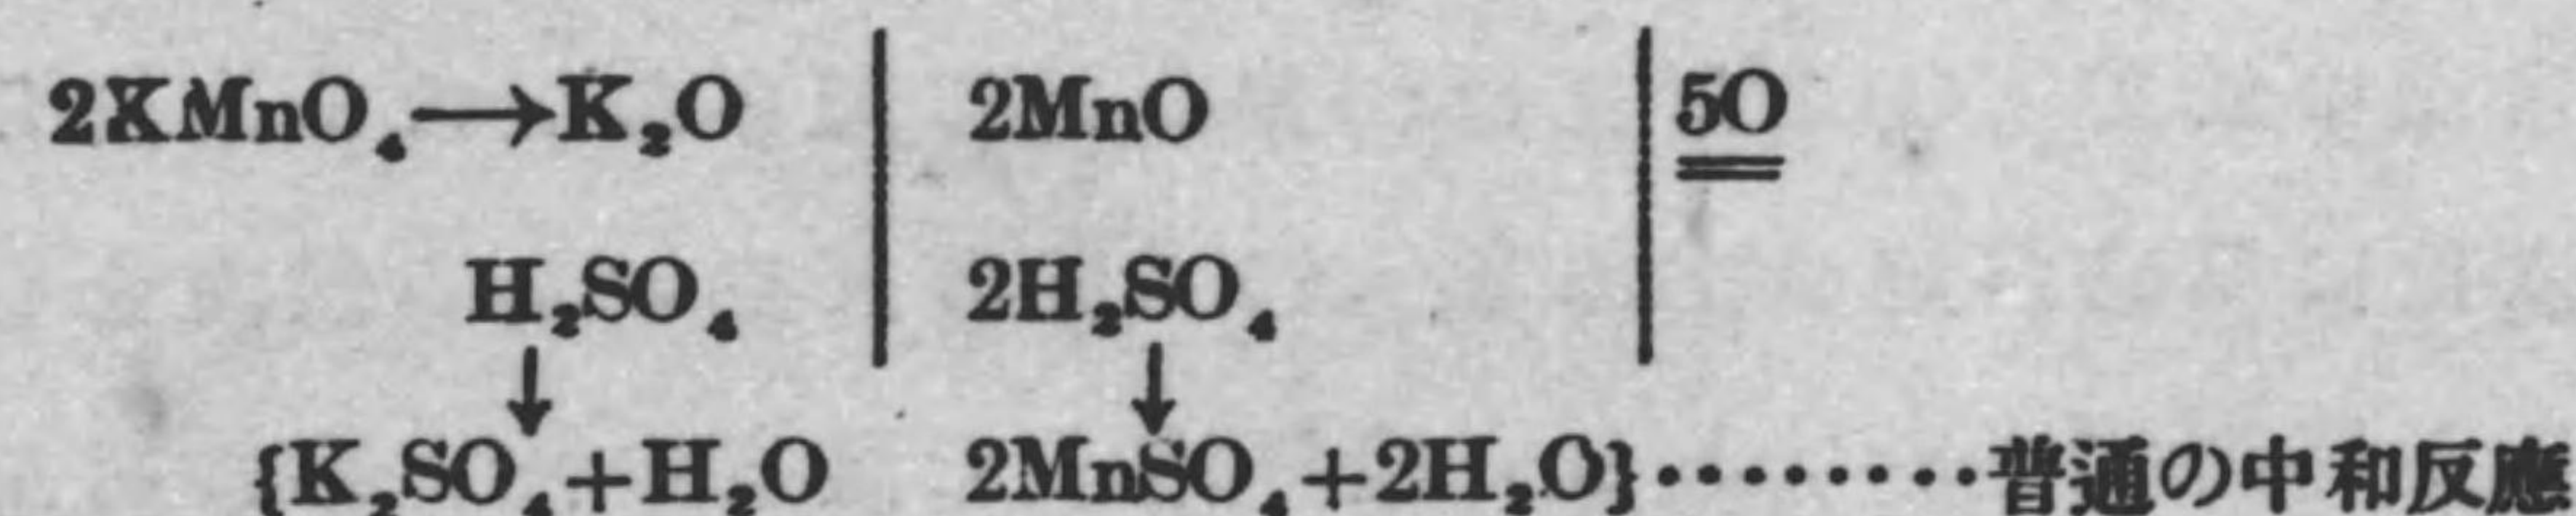 2KMnO₄⟶K₂O | 2MnO | 5O
H₂SO₄ | 2H₂SO₄
↓ ↓
{K₂SO₄+H₂O 2MnSO₄+2H₂O}………普通の中和反應